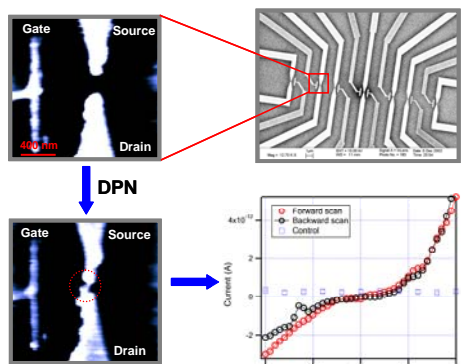 Gate Source
400 nm
Drain
DPN
Gate Source
Drain
Forward scan
Backward scan
Control
Current (A)
4x10⁻¹²
2
0
-2